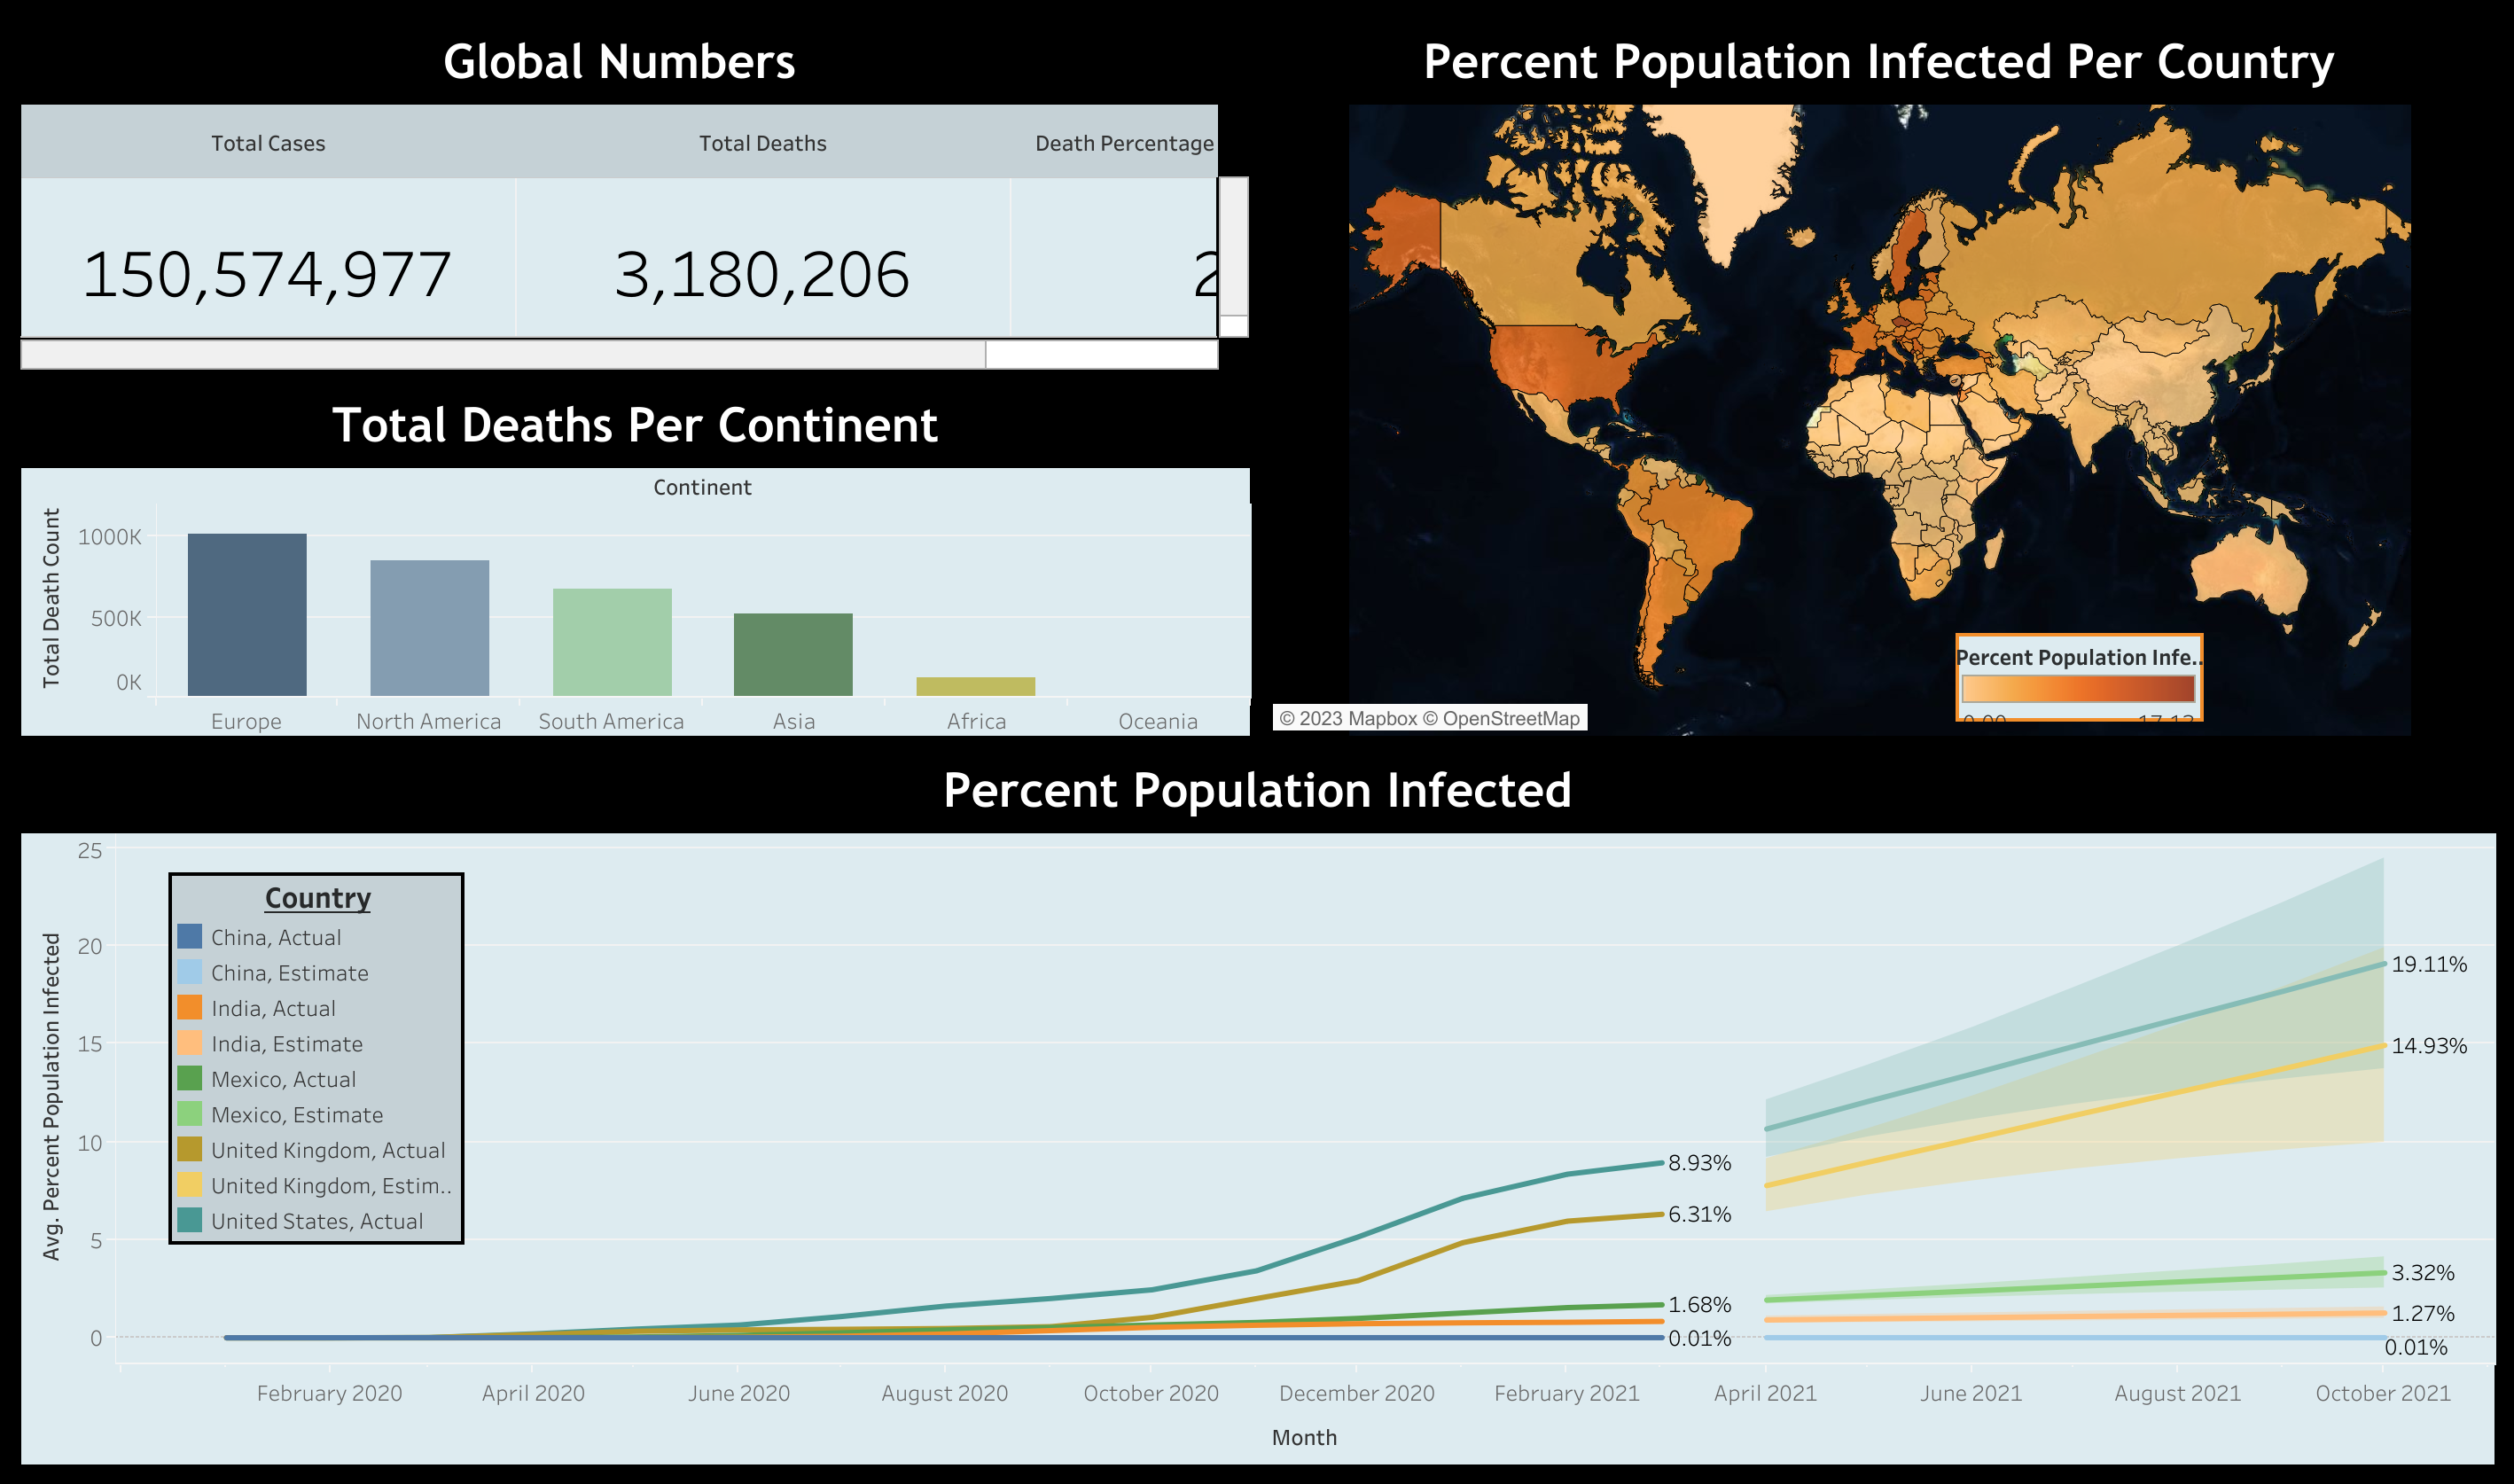 Global Numbers
Total Cases
Total Deaths
Death Percentage
150,574,977
3,180,206
2
Total Deaths Per Continent
Continent
Total Death Count
1000K
500K
0K
Europe
North America
South America
Asia
Africa
Oceania
Percent Population Infected Per Country
Percent Population Infe..
0.00
17.13
© 2023 Mapbox © OpenStreetMap
Percent Population Infected
Avg. Percent Population Infected
25
20
15
10
5
0
Country
China, Actual
China, Estimate
India, Actual
India, Estimate
Mexico, Actual
Mexico, Estimate
United Kingdom, Actual
United Kingdom, Estim..
United States, Actual
8.93%
6.31%
1.68%
0.01%
19.11%
14.93%
3.32%
1.27%
0.01%
February 2020
April 2020
June 2020
August 2020
October 2020
December 2020
February 2021
April 2021
June 2021
August 2021
October 2021
Month